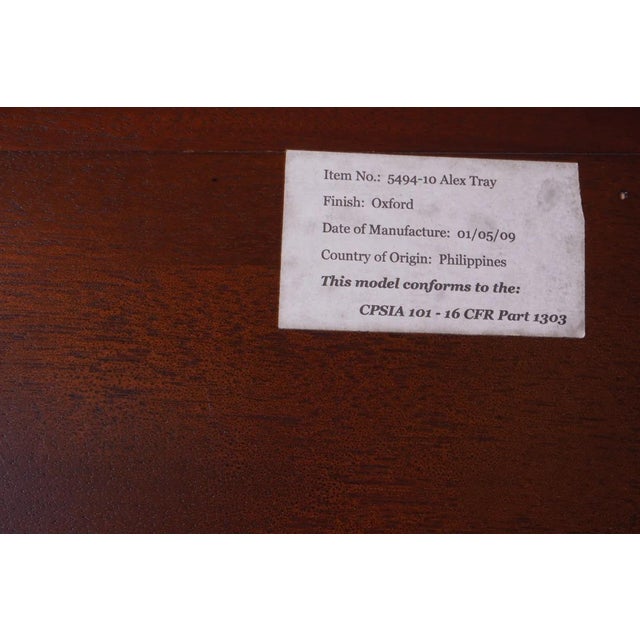 Item No.: 5494-10 Alex Tray
Finish: Oxford
Date of Manufacture: 01/05/09
Country of Origin: Philippines
This model conforms to the:
CPSIA 101 - 16 CFR Part 1303